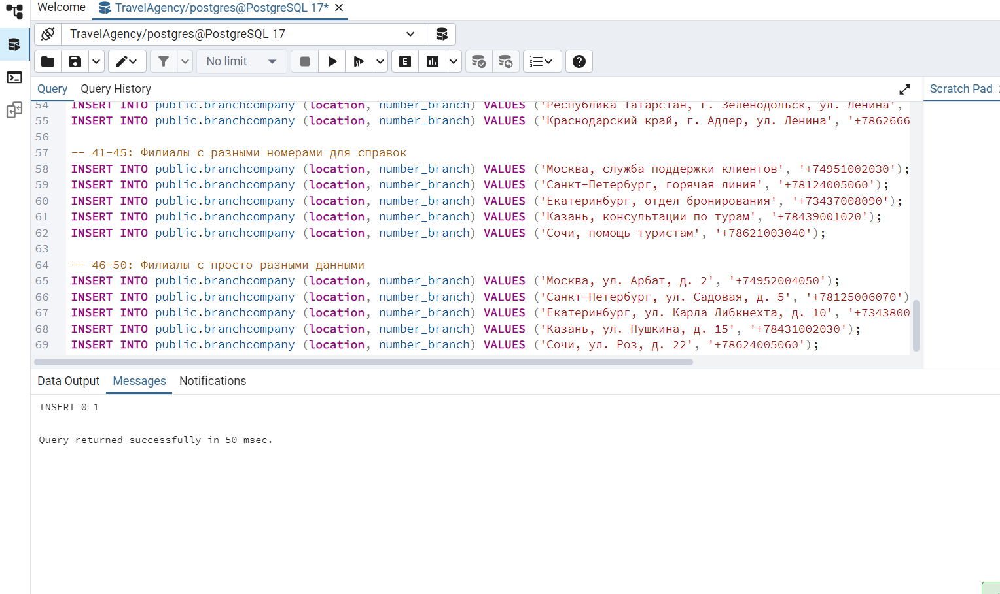 Welcome
TravelAgency/postgres@PostgreSQL 17*
TravelAgency/postgres@PostgreSQL 17
No limit
E
Query
Query History
Scratch Pad
54 INSERT INTO public.branchcompany (location, number_branch) VALUES ('Республика Татарстан, г. Зеленодольск, ул. Ленина',
55 INSERT INTO public.branchcompany (location, number_branch) VALUES ('Краснодарский край, г. Адлер, ул. Ленина', '+7862666
56
57 -- 41-45: Филиалы с разными номерами для справок
58 INSERT INTO public.branchcompany (location, number_branch) VALUES ('Москва, служба поддержки клиентов', '+74951002030');
59 INSERT INTO public.branchcompany (location, number_branch) VALUES ('Санкт-Петербург, горячая линия', '+78124005060');
60 INSERT INTO public.branchcompany (location, number_branch) VALUES ('Екатеринбург, отдел бронирования', '+73437008090');
61 INSERT INTO public.branchcompany (location, number_branch) VALUES ('Казань, консультации по турам', '+78439001020');
62 INSERT INTO public.branchcompany (location, number_branch) VALUES ('Сочи, помощь туристам', '+78621003040');
63
64 -- 46-50: Филиалы с просто разными данными
65 INSERT INTO public.branchcompany (location, number_branch) VALUES ('Москва, ул. Арбат, д. 2', '+74952004050');
66 INSERT INTO public.branchcompany (location, number_branch) VALUES ('Санкт-Петербург, ул. Садовая, д. 5', '+78125006070')
67 INSERT INTO public.branchcompany (location, number_branch) VALUES ('Екатеринбург, ул. Карла Либкнехта, д. 10', '+7343800
68 INSERT INTO public.branchcompany (location, number_branch) VALUES ('Казань, ул. Пушкина, д. 15', '+78431002030');
69 INSERT INTO public.branchcompany (location, number_branch) VALUES ('Сочи, ул. Роз, д. 22', '+78624005060');
Data Output
Messages
Notifications
INSERT 0 1
Query returned successfully in 50 msec.